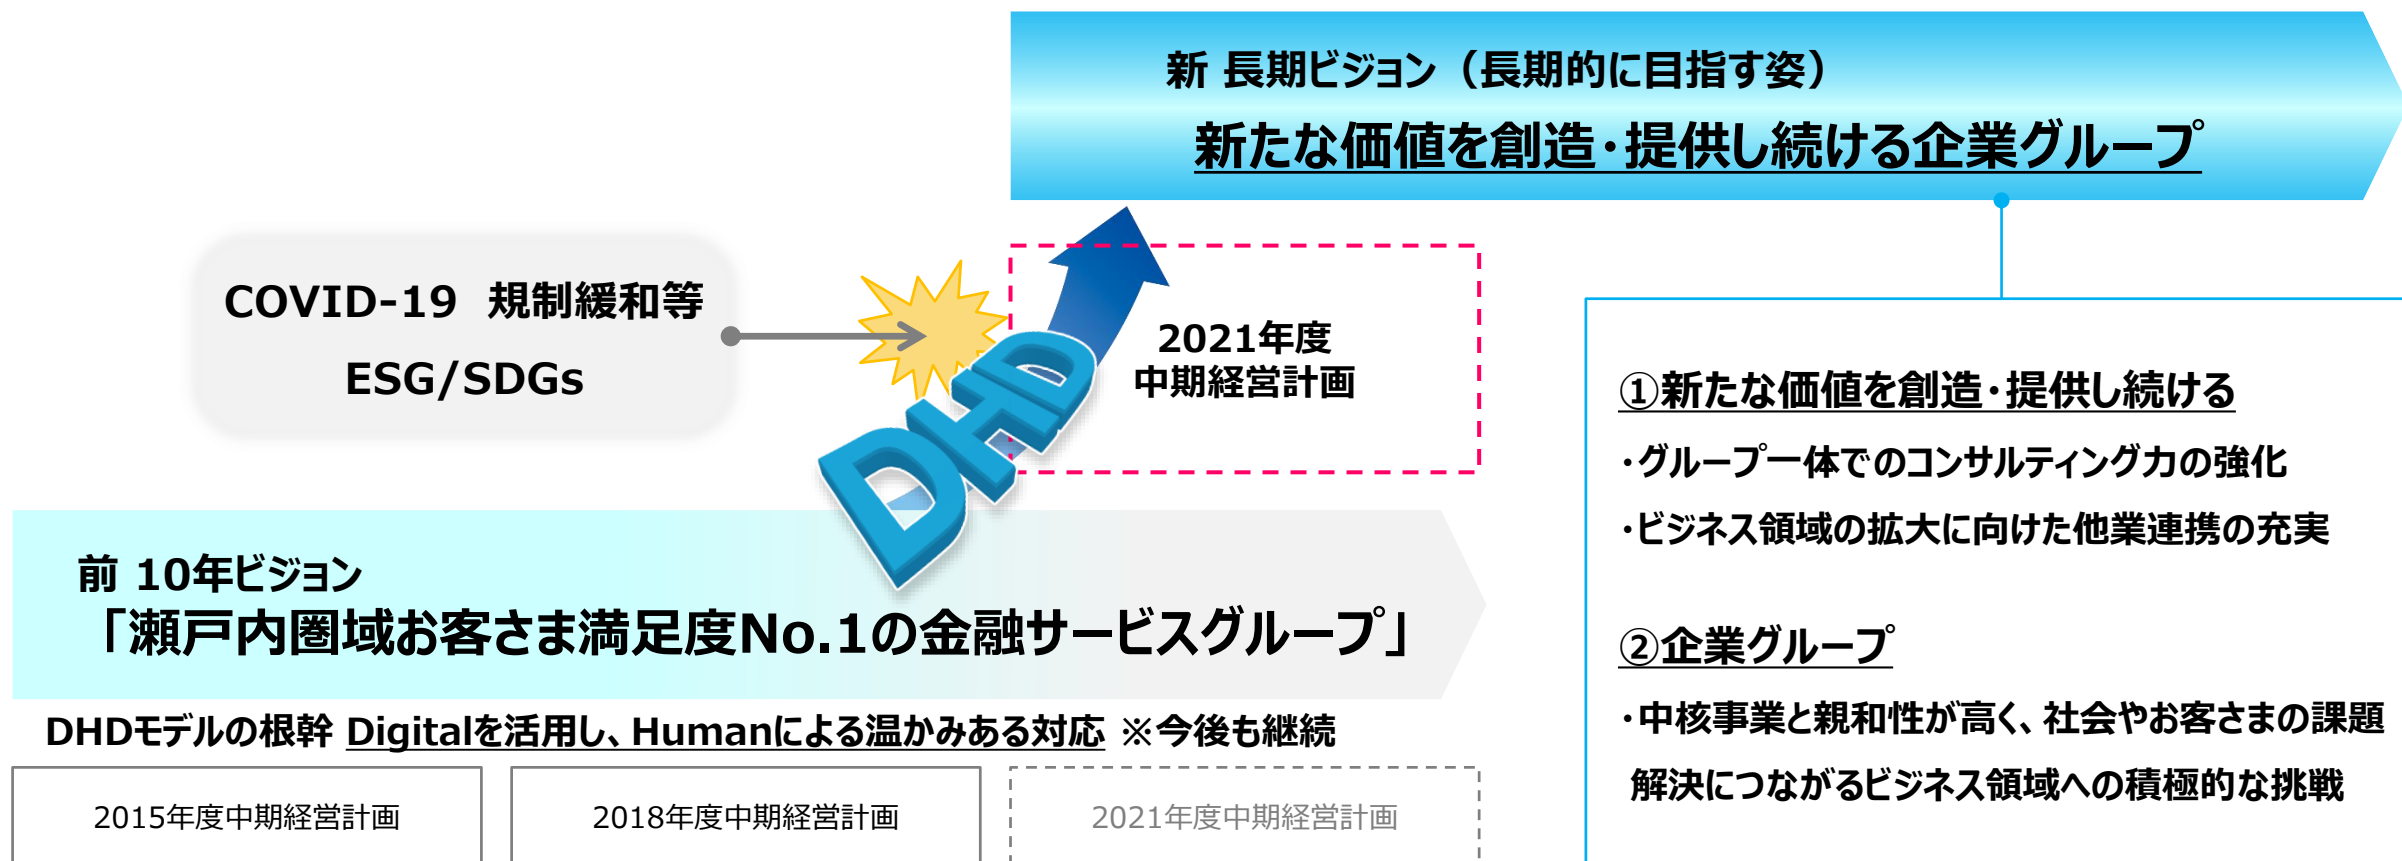 新 長期ビジョン（長期的に目指す姿）
新たな価値を創造・提供し続ける企業グループ
COVID-19 規制緩和等
ESG/SDGs
DHD
2021年度
中期経営計画
前 10年ビジョン
「瀬戸内圏域お客さま満足度No.1の金融サービスグループ」
DHDモデルの根幹 Digitalを活用し、Humanによる温かみある対応 ※今後も継続
2015年度中期経営計画
2018年度中期経営計画
2021年度中期経営計画
①新たな価値を創造・提供し続ける
・グループ一体でのコンサルティング力の強化
・ビジネス領域の拡大に向けた他業連携の充実
②企業グループ
・中核事業と親和性が高く、社会やお客さまの課題
解決につながるビジネス領域への積極的な挑戦